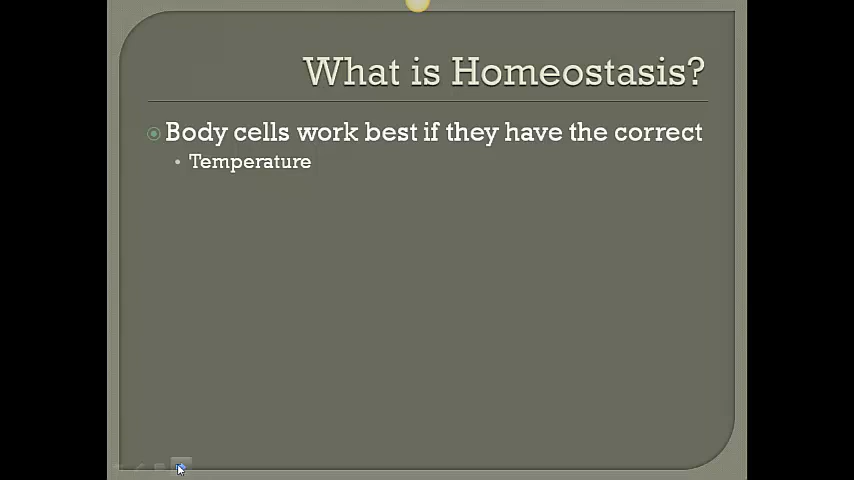 What is Homeostasis?
Body cells work best if they have the correct
Temperature